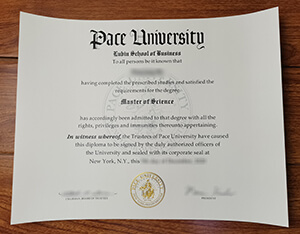 Pace University
Lubin School of Business
To all persons be it known that
having completed the prescribed studies and satisfied the
requirements for the degree
Master of Science
has accordingly been admitted to that degree with all the
rights, privileges and immunities thereunto appertaining.
In witness whereof, the Trustees of Pace University have caused
this diploma to be signed by the duly authorized officers of
the University and sealed with its corporate seal at
New York, N.Y., this
PRESIDENT